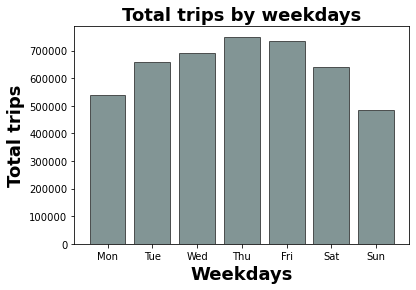 Total trips by weekdays
Total trips
700000
600000
500000
400000
300000
200000
100000
0
Mon Tue Wed Thu Fri Sat Sun
Weekdays